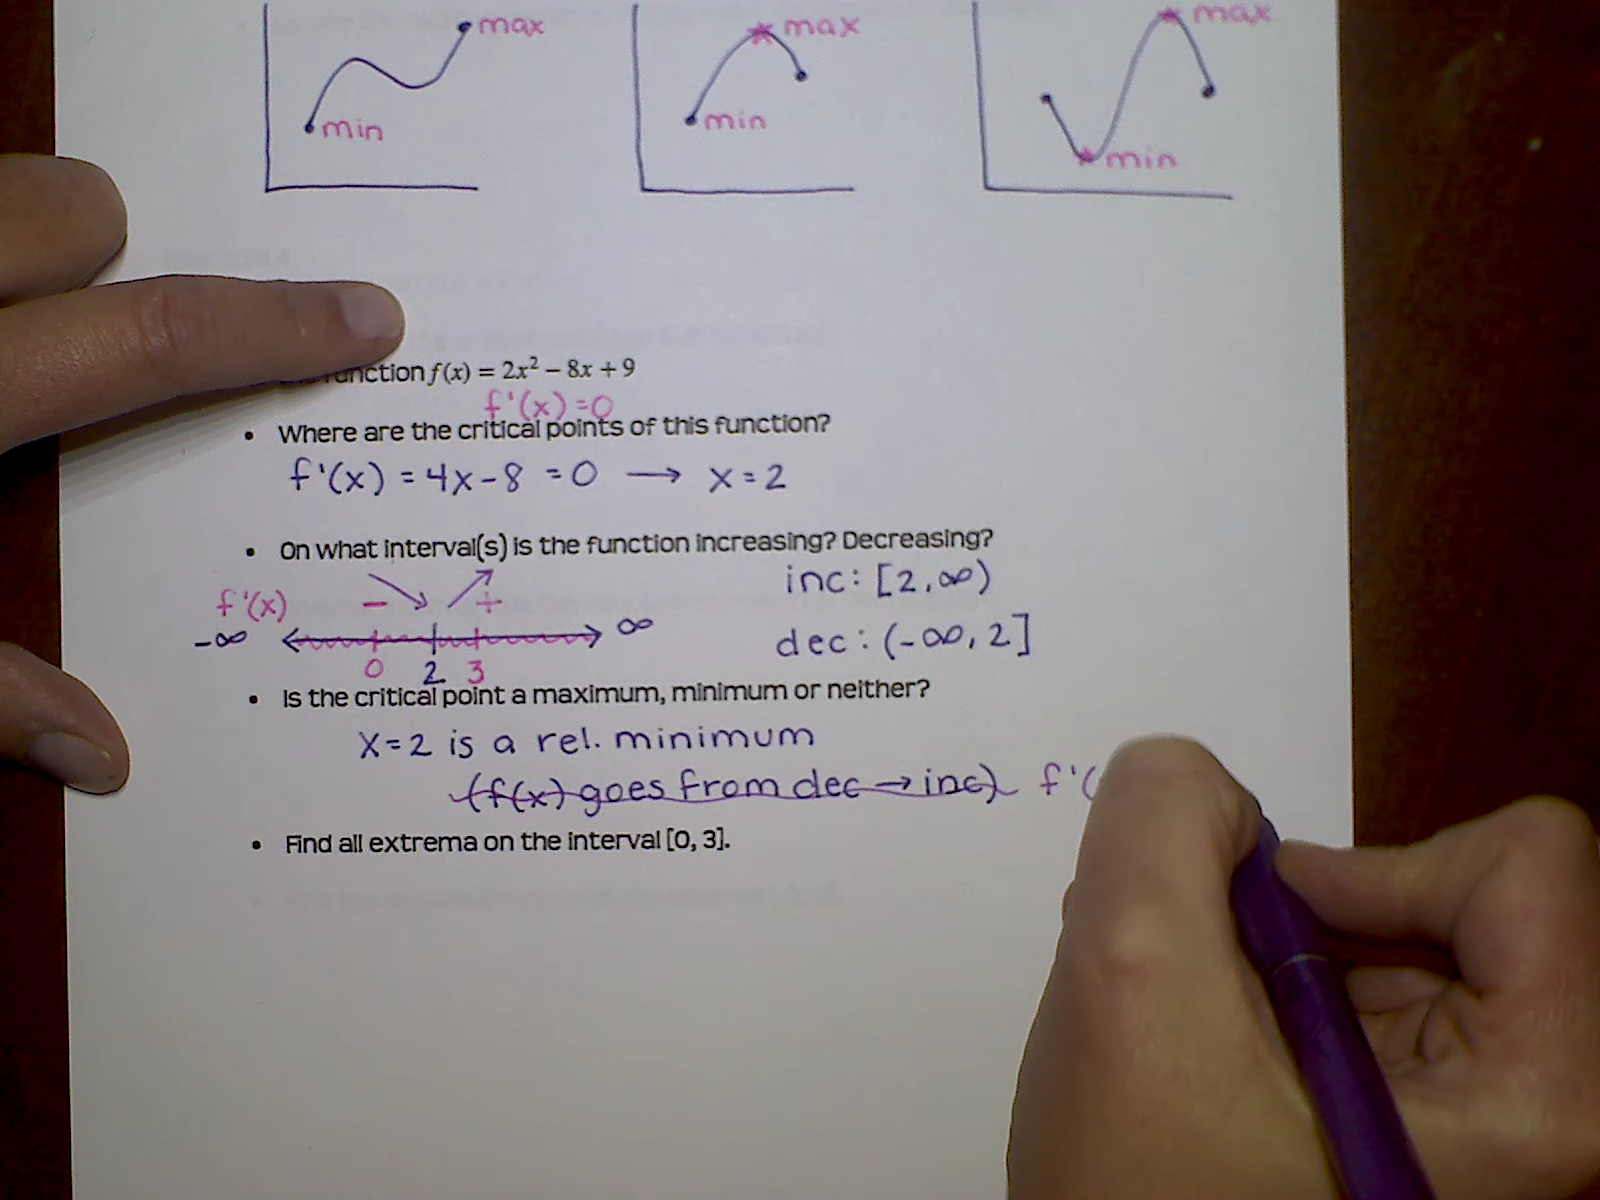 max max max
min min min
function f(x) = 2x² – 8x + 9
f'(x) = 0
• Where are the critical points of this function?
f'(x) = 4x - 8 = 0 → x = 2
• On what interval(s) is the function increasing? Decreasing?
inc: [2, ∞)
f'(x) - +
-∞ ∞
dec: (-∞, 2]
0 2 3
• Is the critical point a maximum, minimum or neither?
x = 2 is a rel. minimum
(f(x) goes from dec → inc) f'(
• Find all extrema on the interval [0, 3].